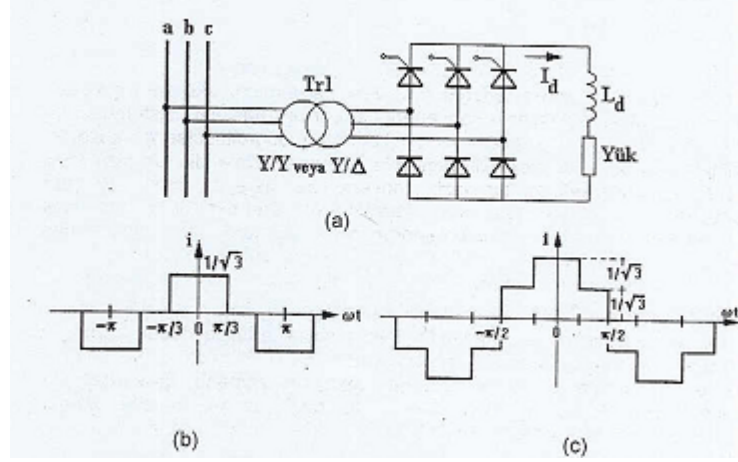 a b c
Tr1
Y/Y veya Y/Δ
I_d
L_d
Yük
(a)
i
1/√3
-π -π/3 0 π/3 π ωt
(b)
i
1/√3
1/√3
-π/2 0 π/2 ωt
(c)